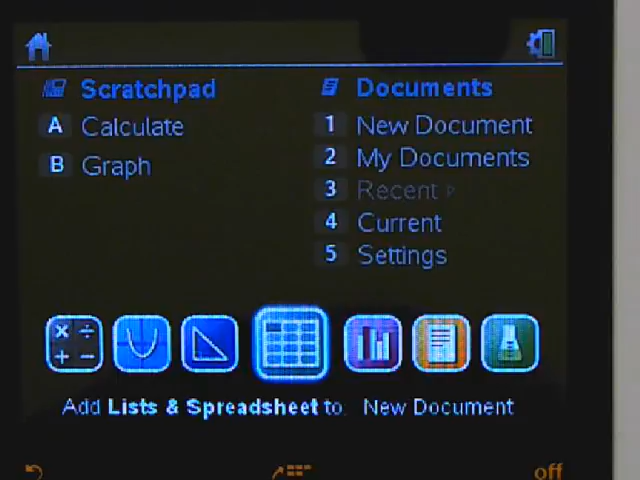 Scratchpad
A Calculate
B Graph
Documents
1 New Document
2 My Documents
3 Recent ▹
4 Current
5 Settings
Add Lists & Spreadsheet to New Document
off